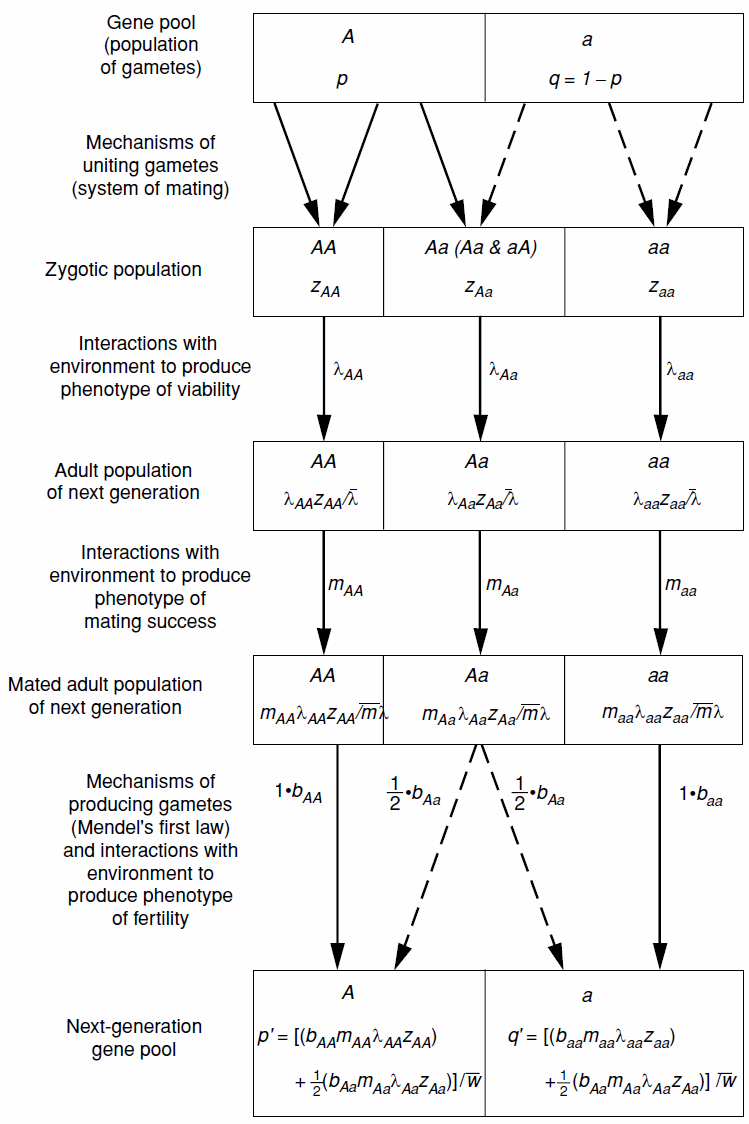 Gene pool
(population
of gametes)
A
a
p
q = 1 – p
Mechanisms of
uniting gametes
(system of mating)
Zygotic population
AA
Aa (Aa & aA)
aa
z_AA
z_Aa
z_aa
Interactions with
environment to produce
phenotype of viability
λ_AA
λ_Aa
λ_aa
Adult population
of next generation
AA
Aa
aa
λ_AA z_AA/λ̄
λ_Aa z_Aa/λ̄
λ_aa z_aa/λ̄
Interactions with
environment to produce
phenotype of
mating success
m_AA
m_Aa
m_aa
Mated adult population
of next generation
AA
Aa
aa
m_AA λ_AA z_AA/m̅λ
m_Aa λ_Aa z_Aa/m̅λ
m_aa λ_aa z_aa/m̅λ
Mechanisms of
producing gametes
(Mendel's first law)
and interactions with
environment to
produce phenotype
of fertility
1•b_AA
1/2•b_Aa
1/2•b_Aa
1•b_aa
Next-generation
gene pool
A
a
p' = [(b_AA m_AA λ_AA z_AA)
+ 1/2(b_Aa m_Aa λ_Aa z_Aa)]/w̅
q' = [(b_aa m_aa λ_aa z_aa)
+1/2(b_Aa m_Aa λ_Aa z_Aa)] /w̅